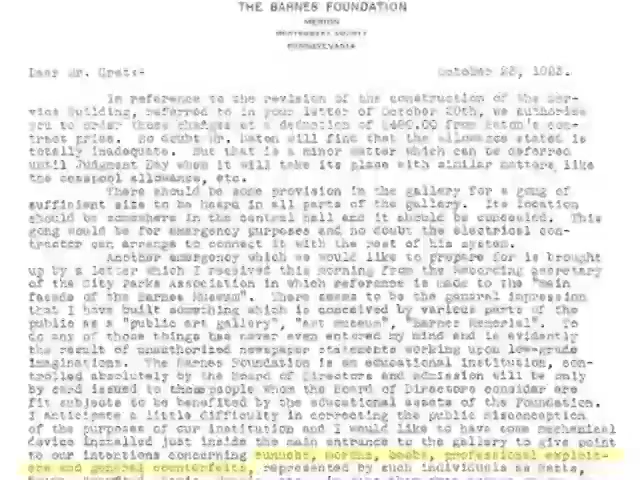 THE BARNES FOUNDATION
MERION
MONTGOMERY COUNTY
PENNSYLVANIA
Dear Mr. Cret:- October 25, 1923.
In reference to the revision of the construction of the Ser-
vice Building, referred to in your letter of October 20th, we authorise
you to order those changes at a deduction of from Eaton's con-
tract price. No doubt Mr. Eaton will find that the allowance stated is
totally inadequate. But that is a minor matter which can be deferred
until Judgment Day when it will take its place with similar matters, like
the cesspool allowance, etc.
There should be some provision in the gallery for a gong of
sufficient size to be heard in all parts of the gallery. Its location
should be somewhere in the central hall and it should be concealed. This
gong would be for emergency purposes and no doubt the electrical con-
tractor can arrange to connect it with the rest of his system.
Another emergency which we would like to prepare for is brought
up by a letter which I received this morning from the Recording Secretary
of the City Parks Association in which reference is made to the "main
facade of the Barnes Museum". There seems to be the general impression
that I have built something which is conceived by various parts of the
public as a "public art gallery", "art museum", "Barnes Memorial". To
do any of those things has never even entered my mind and is evidently
the result of unauthorized newspaper statements working upon low-grade
imaginations. The Barnes Foundation is an educational institution, con-
trolled absolutely by the Board of Directors and admission will be only
by card issued to those people whom the Board of Directors consider are
fit subjects to be benefited by the educational assets of the Foundation.
I anticipate a little difficulty in correcting the public misconception
of the purposes of our institution and I would like to have some mechanical
device installed just inside the main entrance to the gallery to give point
to our intentions concerning eunuchs, morons, boobs, professional exploit-
ers and general counterfeits, represented by such individuals as